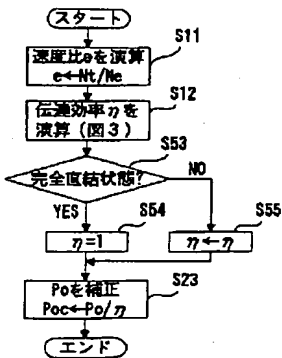 スタート
S11
速度比eを演算
e←Nt/Ne
S12
伝達効率ηを
演算(図3)
S53
完全直結状態?
NO
YES
S54
S55
η=1
η←η
S23
Poを補正
Poc←Po/η
エンド